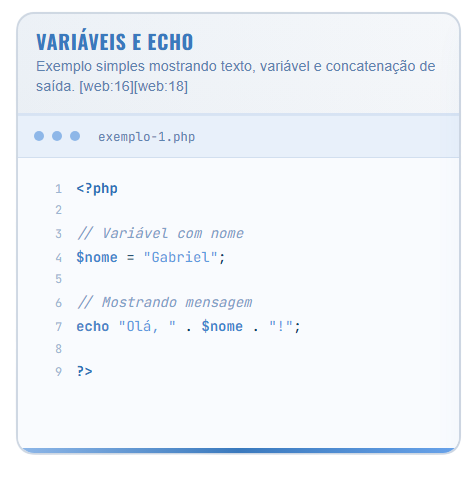 VARIÁVEIS E ECHO
Exemplo simples mostrando texto, variável e concatenação de
saída. [web:16][web:18]
exemplo-1.php
1 <?php
2
3 // Variável com nome
4 $nome = "Gabriel";
5
6 // Mostrando mensagem
7 echo "Olá, " . $nome . "!";
8
9 ?>